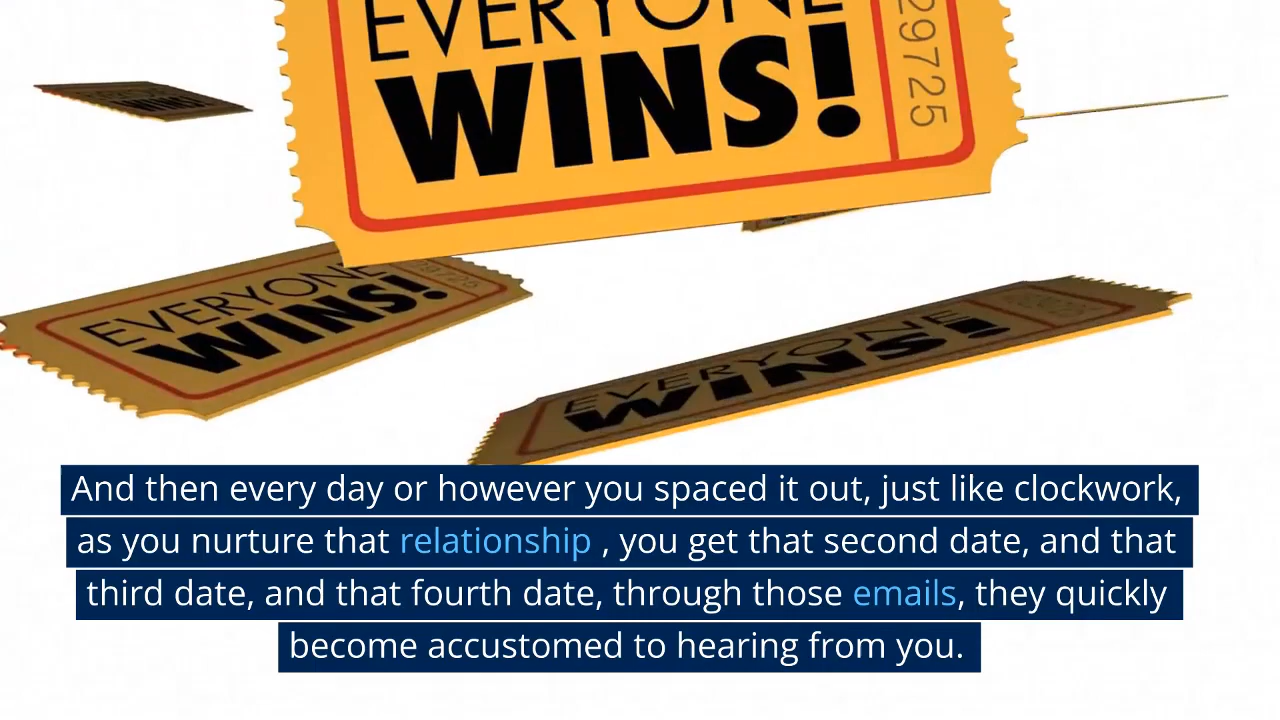 EVERYONE
WINS!
29725
WINS!
EVERYONE
WINS!
29725
EVERYONE
WINS!
And then every day or however you spaced it out, just like clockwork,
as you nurture that relationship , you get that second date, and that
third date, and that fourth date, through those emails, they quickly
become accustomed to hearing from you.